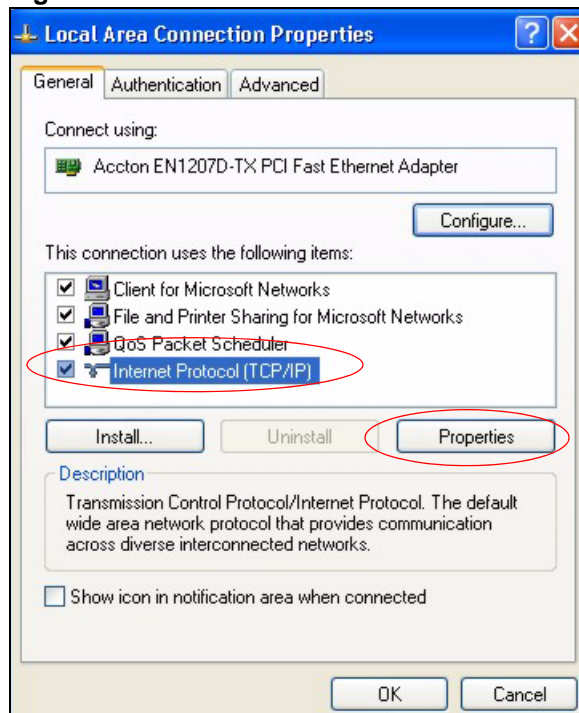 Local Area Connection Properties
General Authentication Advanced
Connect using:
Accton EN1207D-TX PCI Fast Ethernet Adapter
Configure...
This connection uses the following items:
Client for Microsoft Networks
File and Printer Sharing for Microsoft Networks
QoS Packet Scheduler
Internet Protocol (TCP/IP)
Install... Uninstall Properties
Description
Transmission Control Protocol/Internet Protocol. The default
wide area network protocol that provides communication
across diverse interconnected networks.
Show icon in notification area when connected
OK Cancel